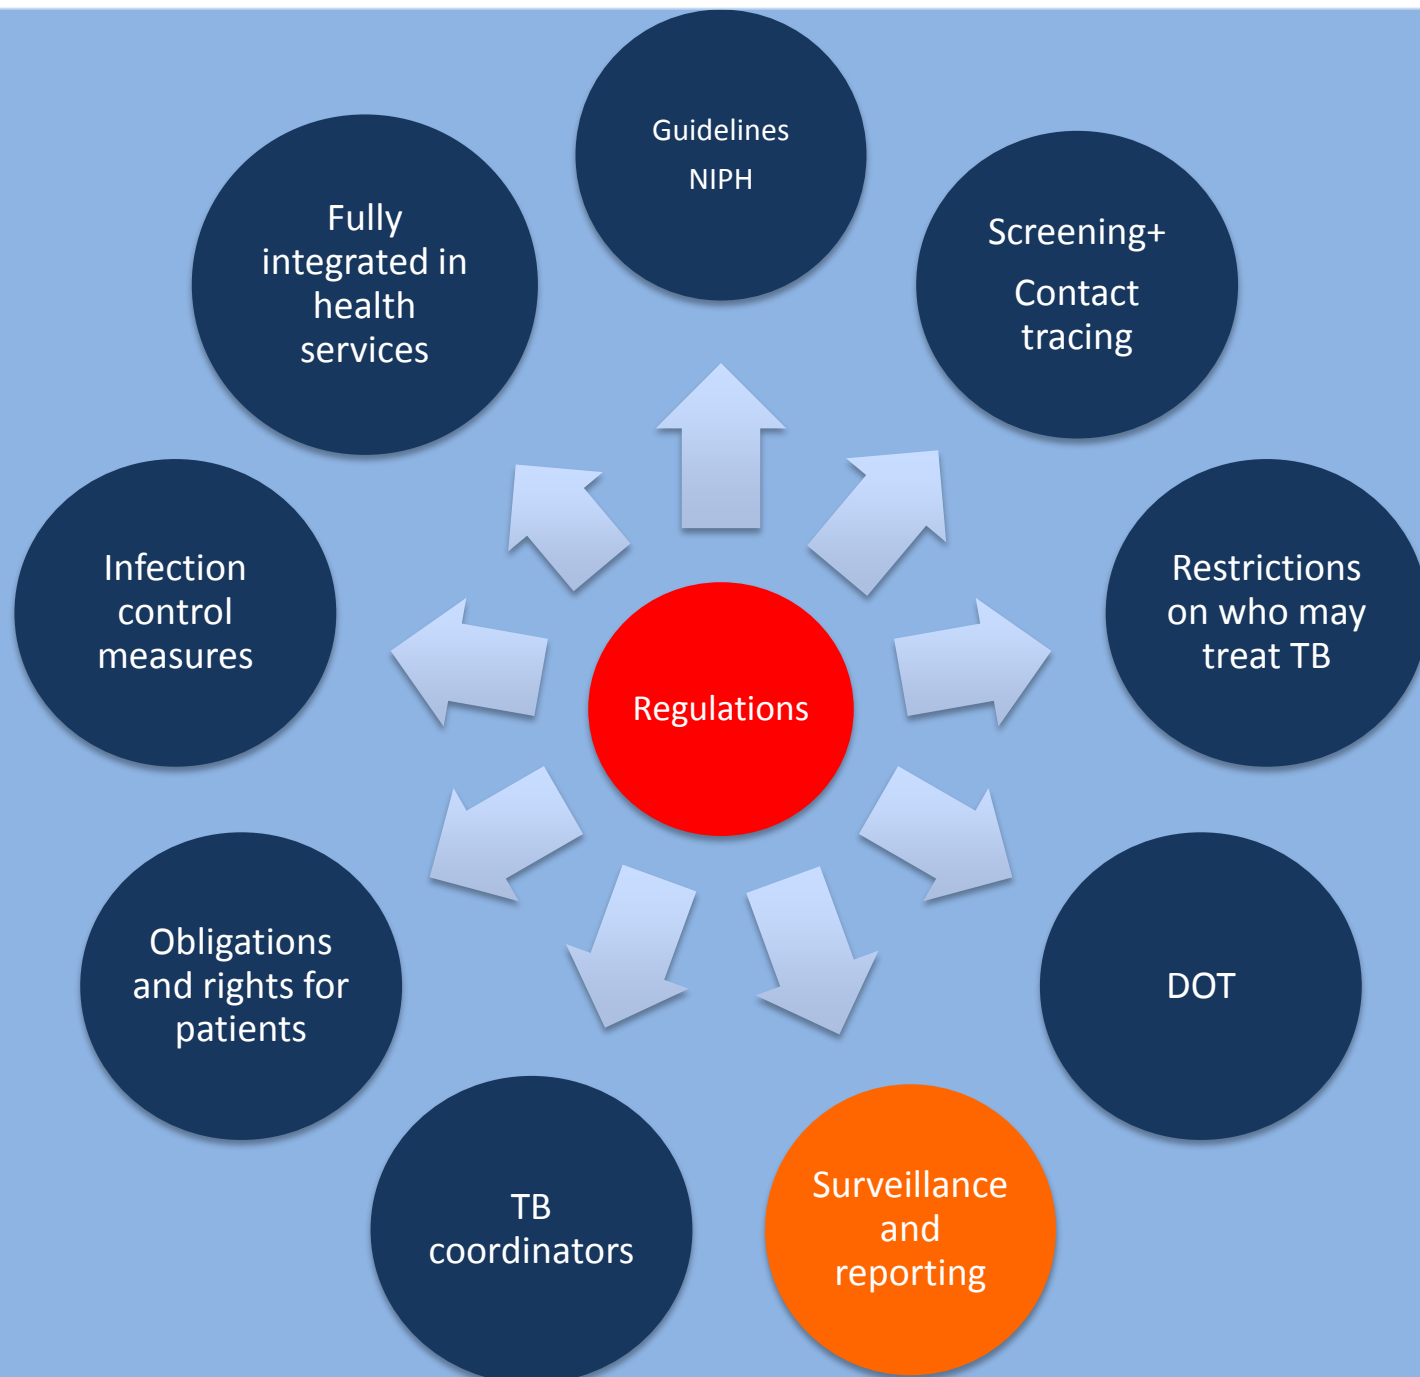 Guidelines
NIPH
Screening+
Contact
tracing
Restrictions
on who may
treat TB
DOT
Surveillance
and
reporting
TB
coordinators
Obligations
and rights for
patients
Infection
control
measures
Fully
integrated in
health
services
Regulations